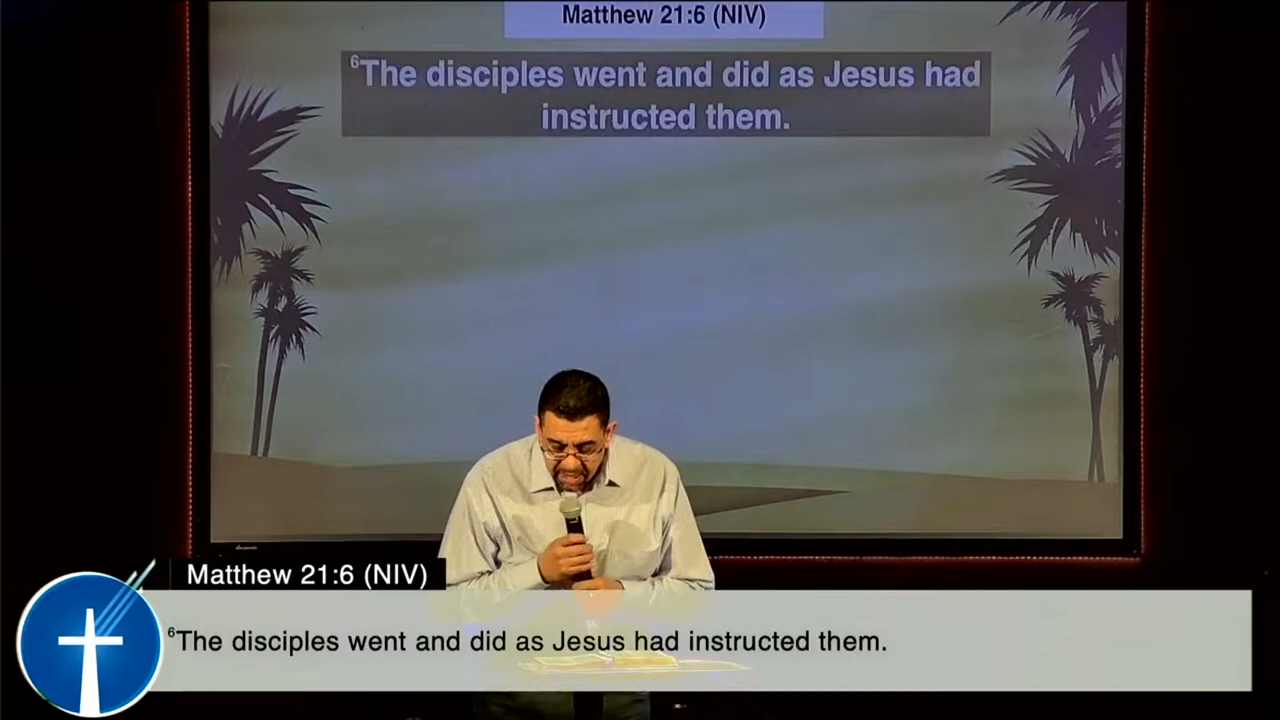 Matthew 21:6 (NIV)
⁶The disciples went and did as Jesus had
instructed them.
Matthew 21:6 (NIV)
⁶The disciples went and did as Jesus had instructed them.